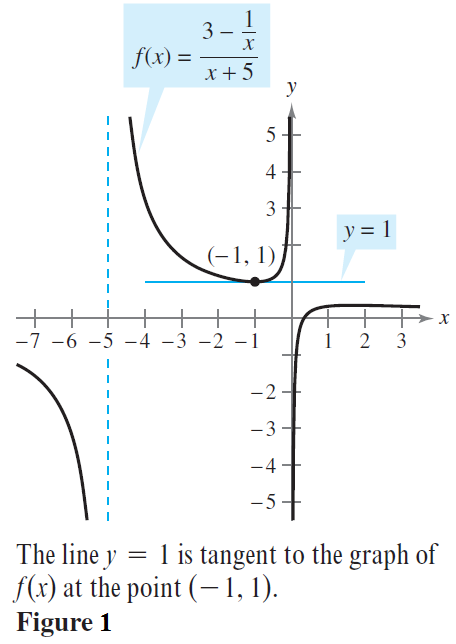 f(x) = (3 − 1/x)/(x + 5)
y
5
4
3
y = 1
(−1, 1)
x
−7 −6 −5 −4 −3 −2 −1 1 2 3
−2
−3
−4
−5
The line y = 1 is tangent to the graph of
f(x) at the point (−1, 1).
Figure 1